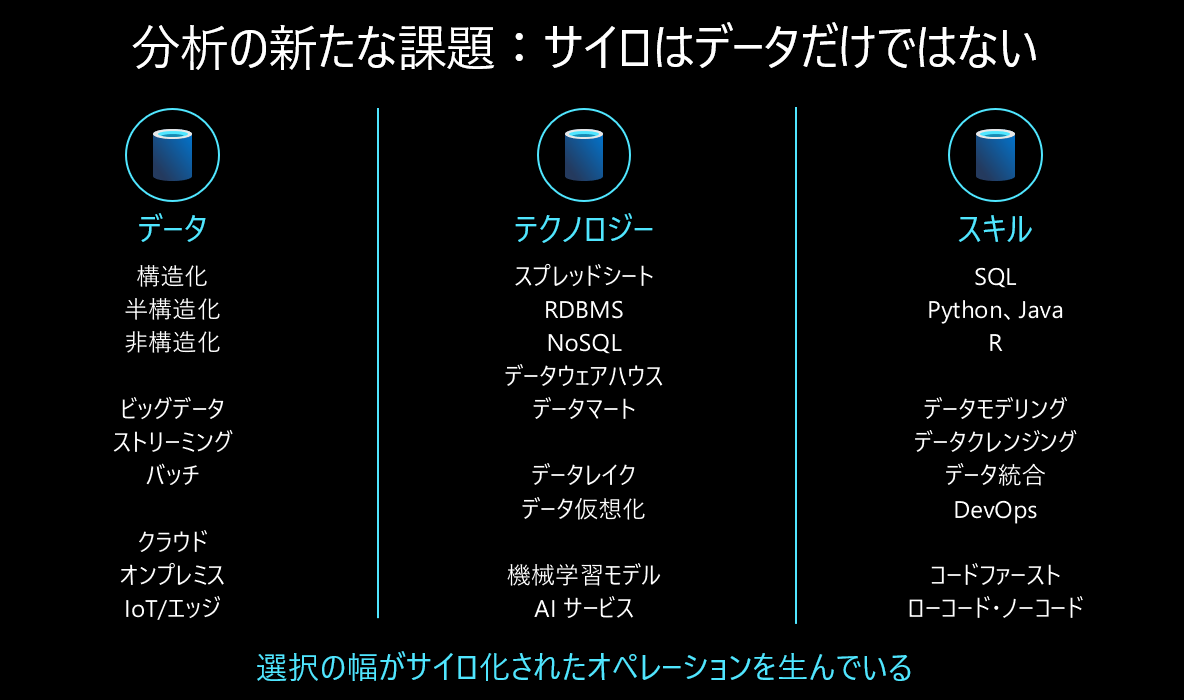 分析の新たな課題：サイロはデータだけではない
データ
構造化
半構造化
非構造化
ビッグデータ
ストリーミング
バッチ
クラウド
オンプレミス
IoT/エッジ
テクノロジー
スプレッドシート
RDBMS
NoSQL
データウェアハウス
データマート
データレイク
データ仮想化
機械学習モデル
AI サービス
スキル
SQL
Python、Java
R
データモデリング
データクレンジング
データ統合
DevOps
コードファースト
ローコード・ノーコード
選択の幅がサイロ化されたオペレーションを生んでいる